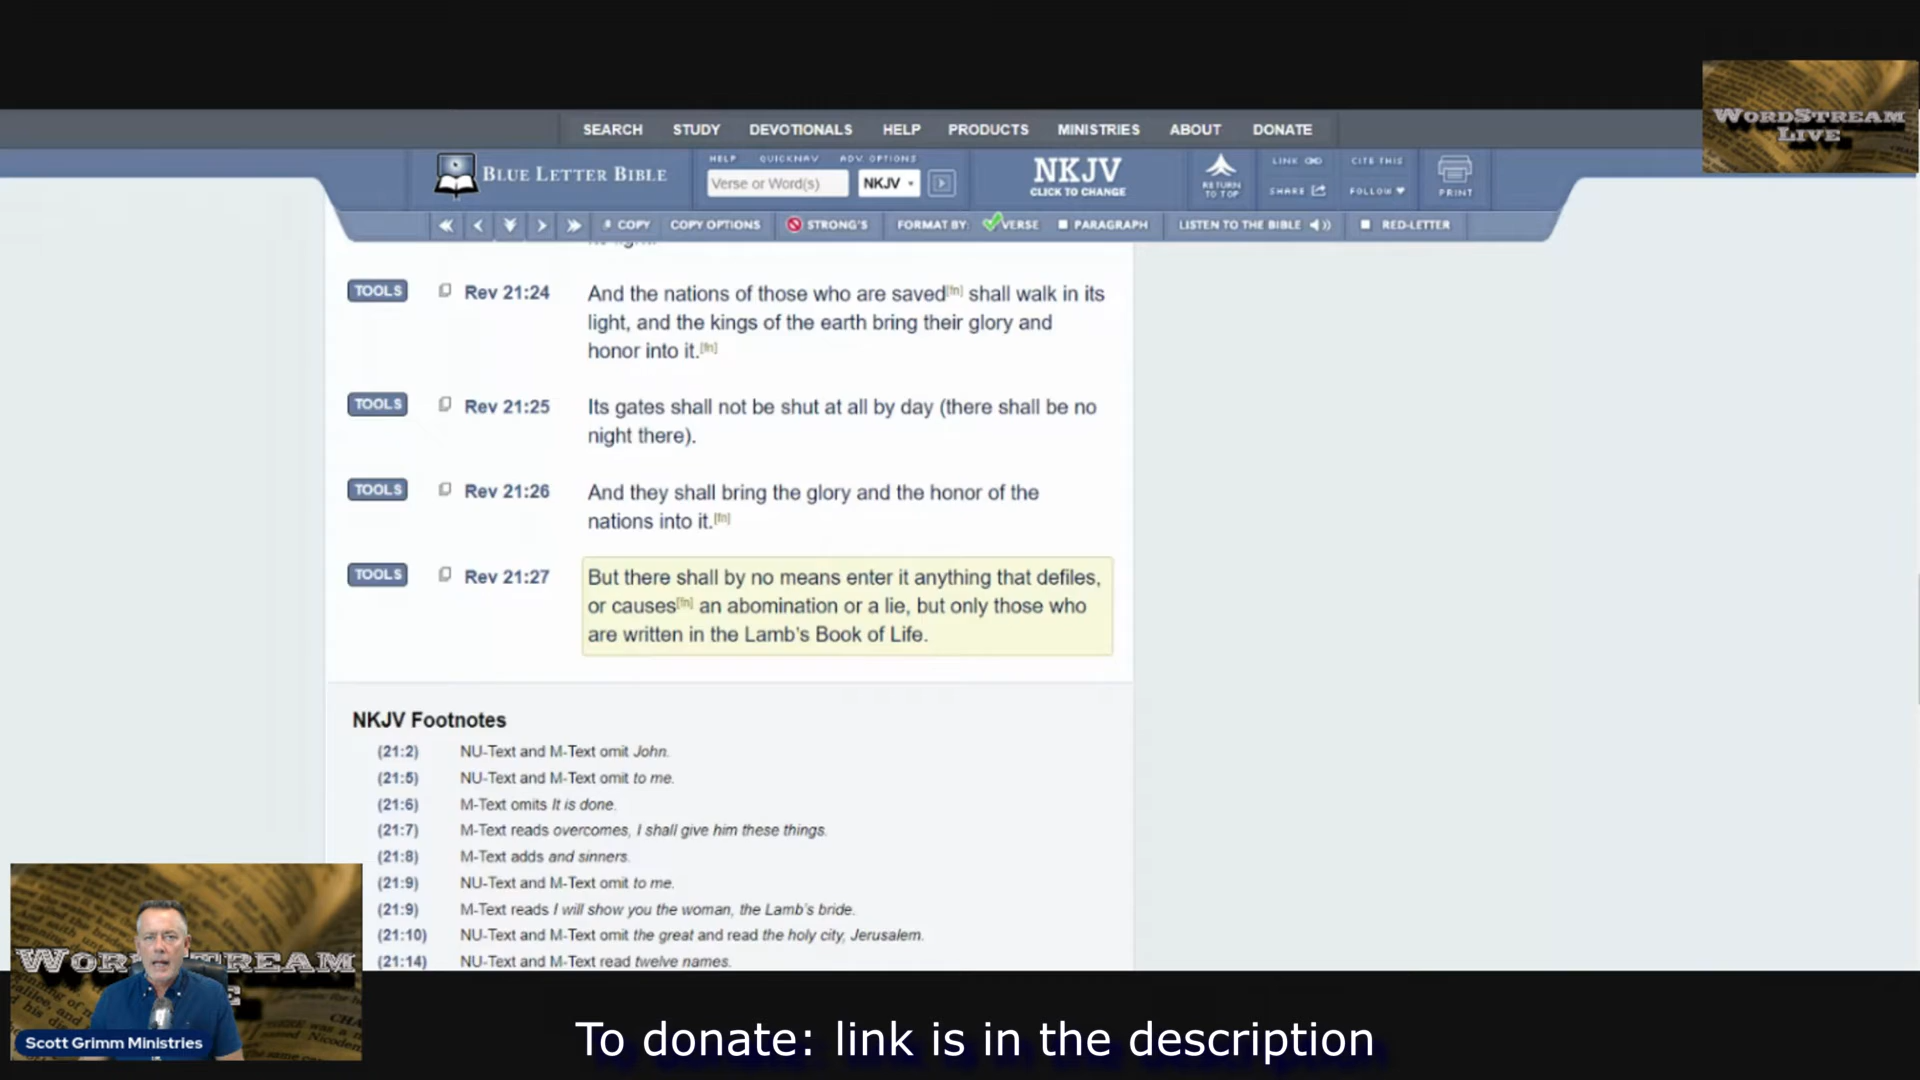 WORDSTREAM
LIVE
SEARCH STUDY DEVOTIONALS HELP PRODUCTS MINISTRIES ABOUT DONATE
BLUE LETTER BIBLE
HELP QUICKNAV ADV. OPTIONS
Verse or Word(s) NKJV
NKJV
CLICK TO CHANGE
RETURN
TO TOP
LINK CITE THIS
SHARE FOLLOW
PRINT
COPY COPY OPTIONS STRONG'S FORMAT BY: VERSE PARAGRAPH LISTEN TO THE BIBLE RED-LETTER
TOOLS Rev 21:24 And the nations of those who are saved[fn] shall walk in its
light, and the kings of the earth bring their glory and
honor into it.[fn]
TOOLS Rev 21:25 Its gates shall not be shut at all by day (there shall be no
night there).
TOOLS Rev 21:26 And they shall bring the glory and the honor of the
nations into it.[fn]
TOOLS Rev 21:27 But there shall by no means enter it anything that defiles,
or causes[fn] an abomination or a lie, but only those who
are written in the Lamb's Book of Life.
NKJV Footnotes
(21:2) NU-Text and M-Text omit John.
(21:5) NU-Text and M-Text omit to me.
(21:6) M-Text omits It is done.
(21:7) M-Text reads overcomes, I shall give him these things.
(21:8) M-Text adds and sinners.
(21:9) NU-Text and M-Text omit to me.
(21:9) M-Text reads I will show you the woman, the Lamb's bride.
(21:10) NU-Text and M-Text omit the great and read the holy city, Jerusalem.
(21:14) NU-Text and M-Text read twelve names.
Scott Grimm Ministries
To donate: link is in the description